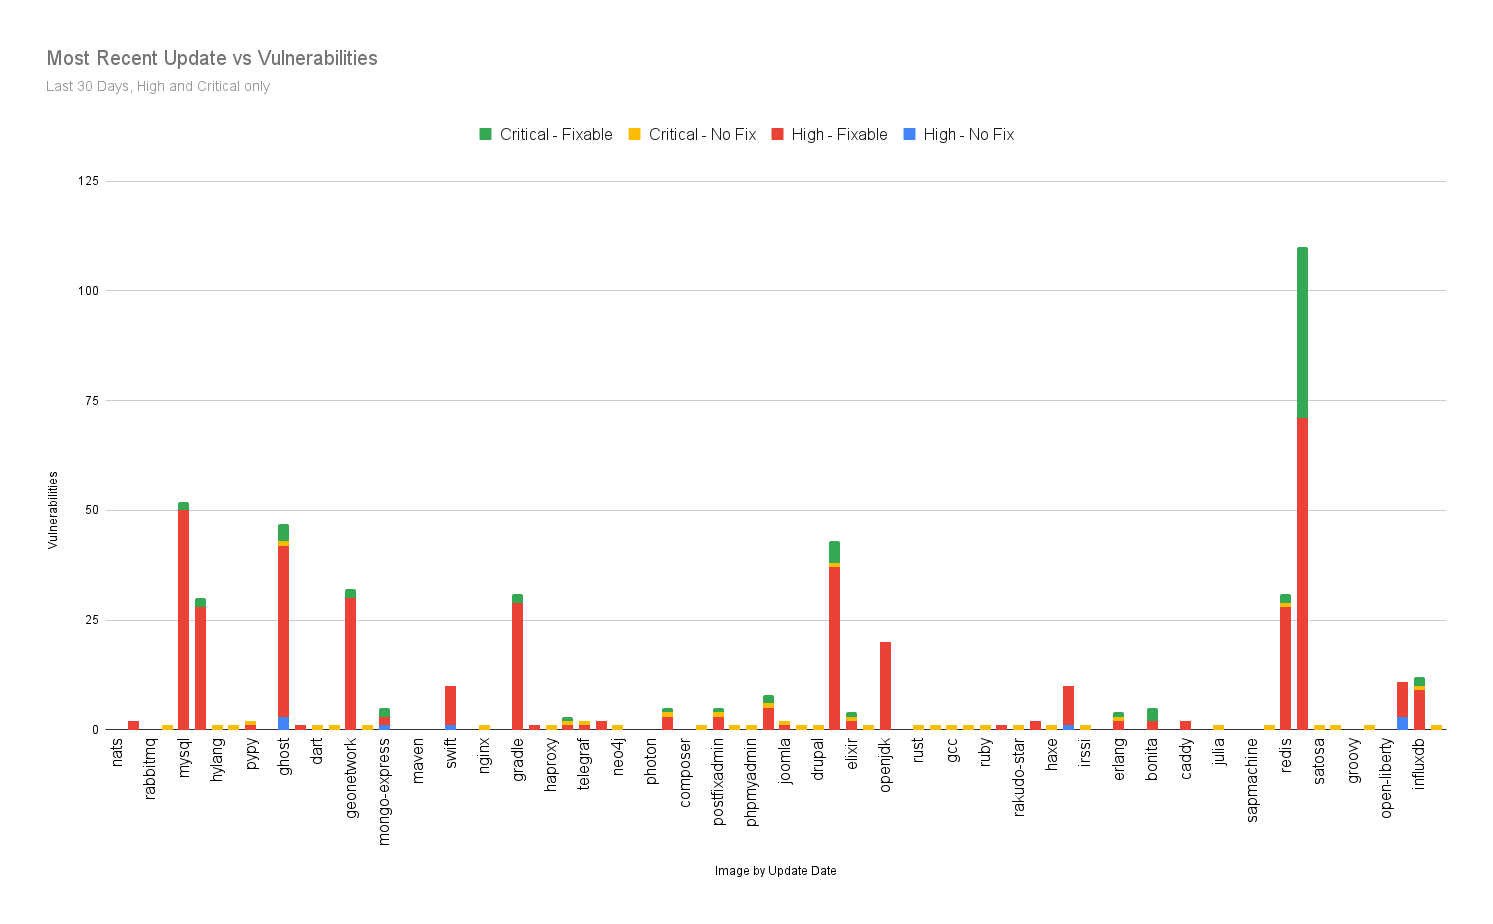 Most Recent Update vs Vulnerabilities
Last 30 Days, High and Critical only
Critical - Fixable
Critical - No Fix
High - Fixable
High - No Fix
125
100
75
50
25
0
Vulnerabilities
nats
rabbitmq
mysql
hylang
pypy
ghost
dart
geonetwork
mongo-express
maven
swift
nginx
gradle
haproxy
telegraf
neo4j
photon
composer
postfixadmin
phpmyadmin
joomla
drupal
elixir
openjdk
rust
gcc
ruby
rakudo-star
haxe
irssi
erlang
bonita
caddy
julia
sapmachine
redis
satosa
groovy
open-liberty
influxdb
Image by Update Date